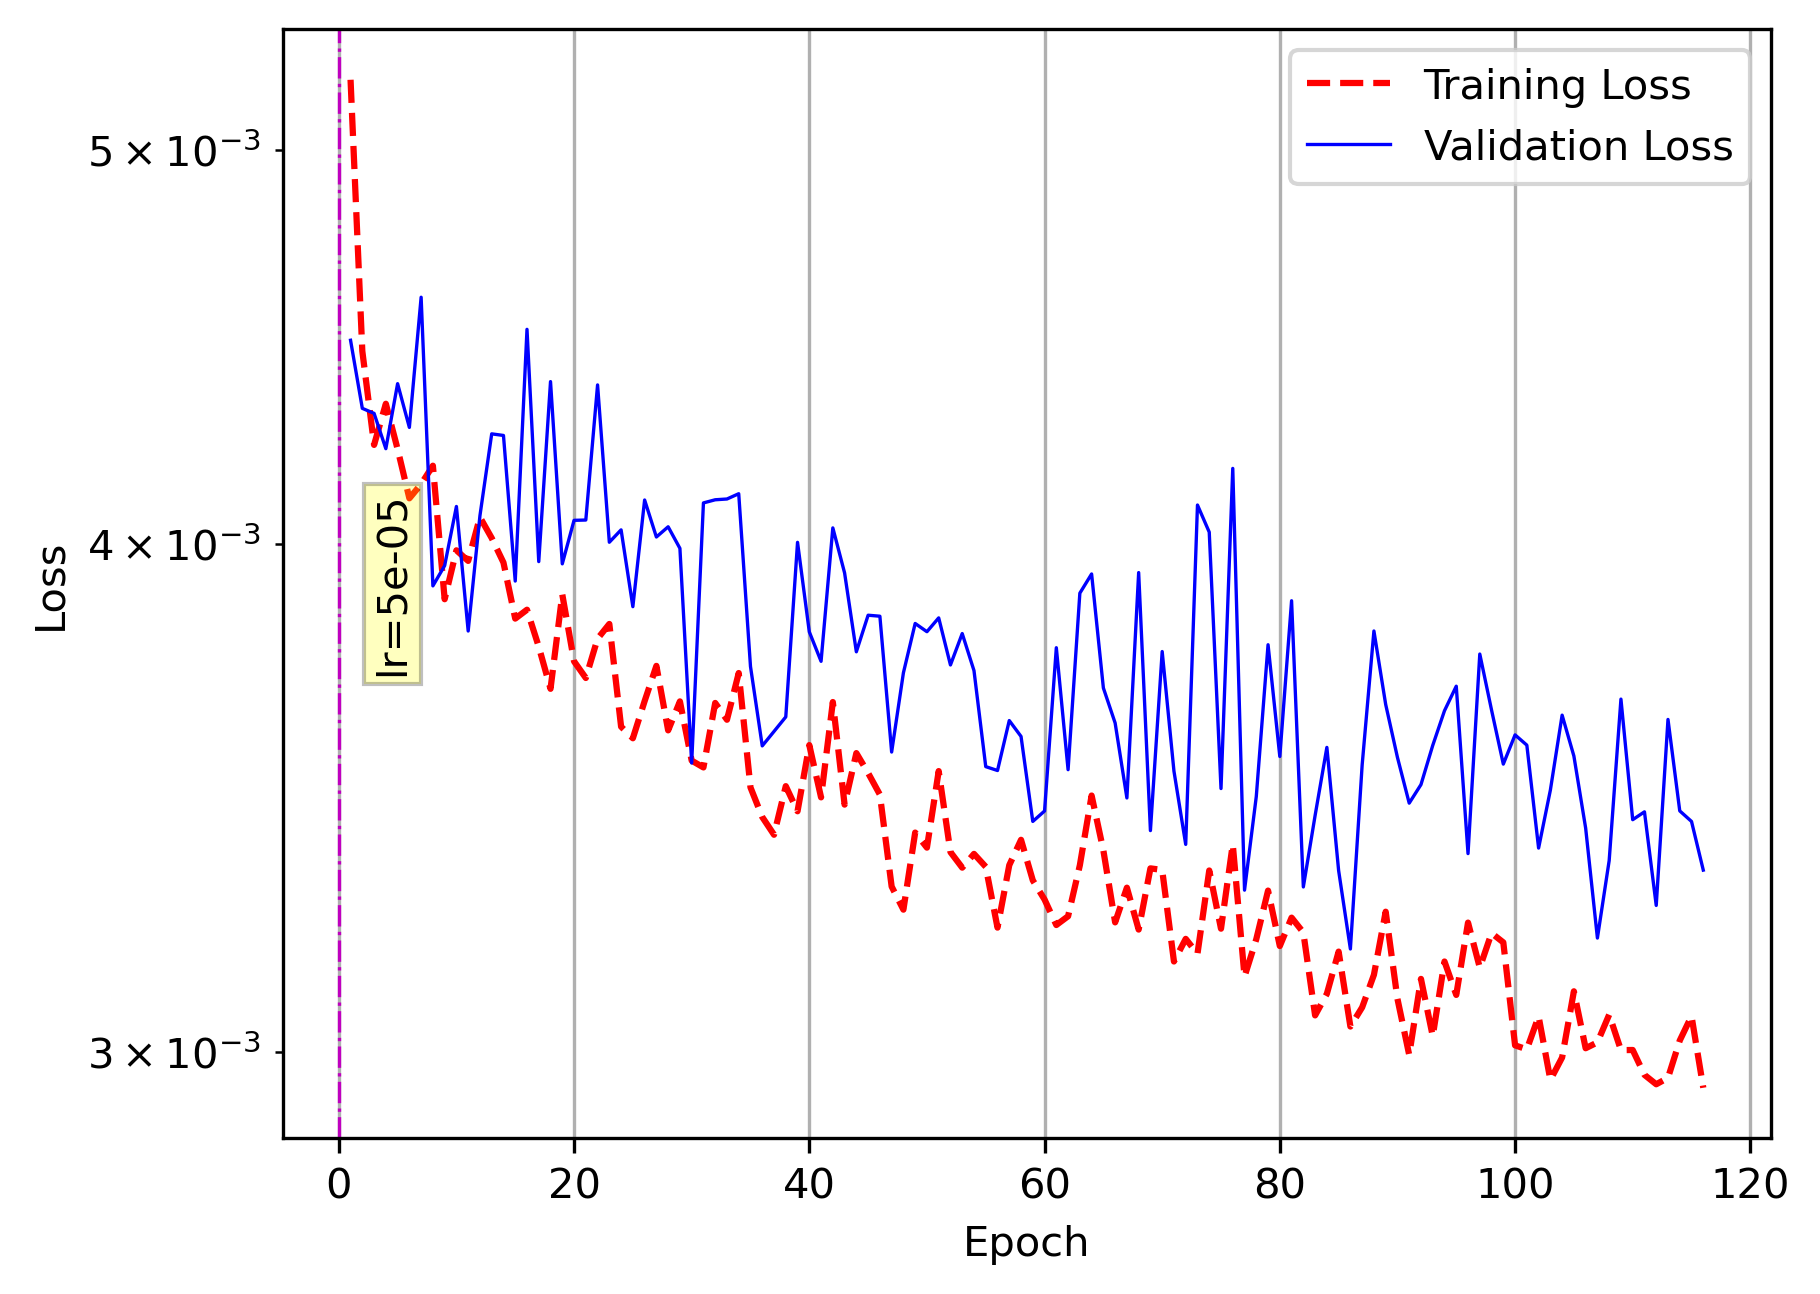 Training Loss
Validation Loss
5×10⁻³
4×10⁻³
3×10⁻³
Loss
lr=5e-05
0 20 40 60 80 100 120
Epoch